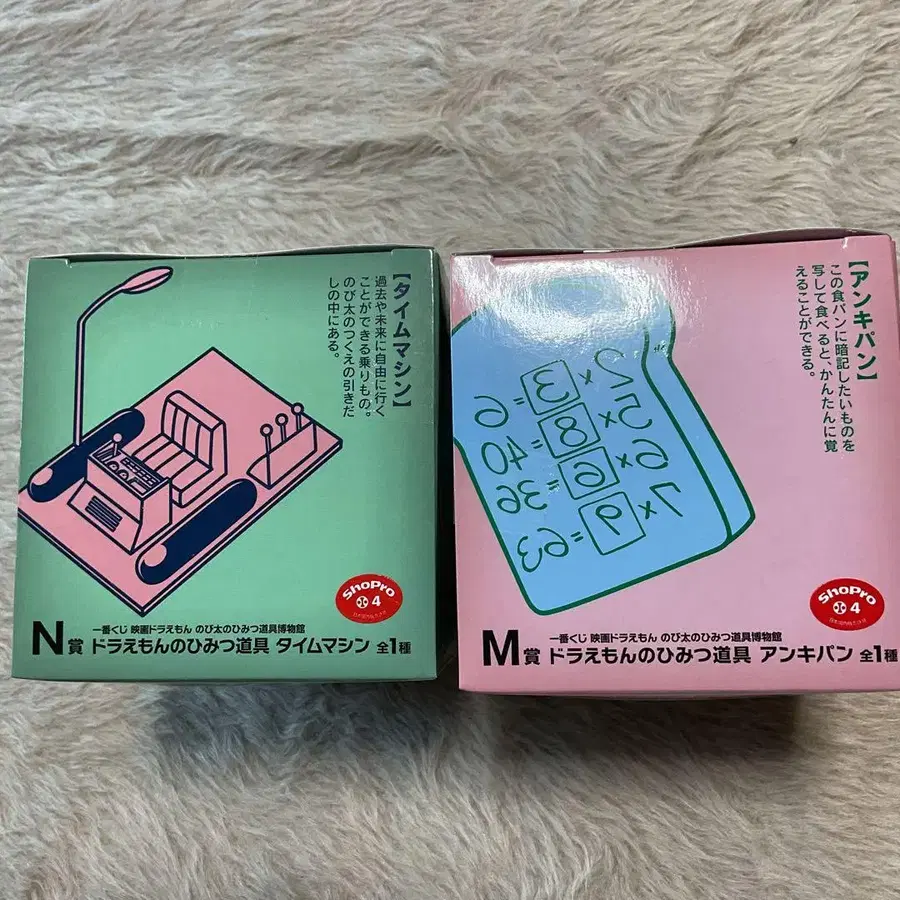 【タイムマシン】
過去や未来に自由に行く
ことができる乗りもの。
のび太のつくえの引きだ
しの中にある。
ShoPro
4
一番くじ 映画ドラえもん のび太のひみつ道具博物館
N賞 ドラえもんのひみつ道具 タイムマシン 全1種
【アンキパン】
この食パンに暗記したいものを
写して食べると、かんたんに覚
えることができる。
2×3=6
5×8=40
6×6=36
7×9=63
ShoPro
4
一番くじ 映画ドラえもん のび太のひみつ道具博物館
M賞 ドラえもんのひみつ道具 アンキパン 全1種